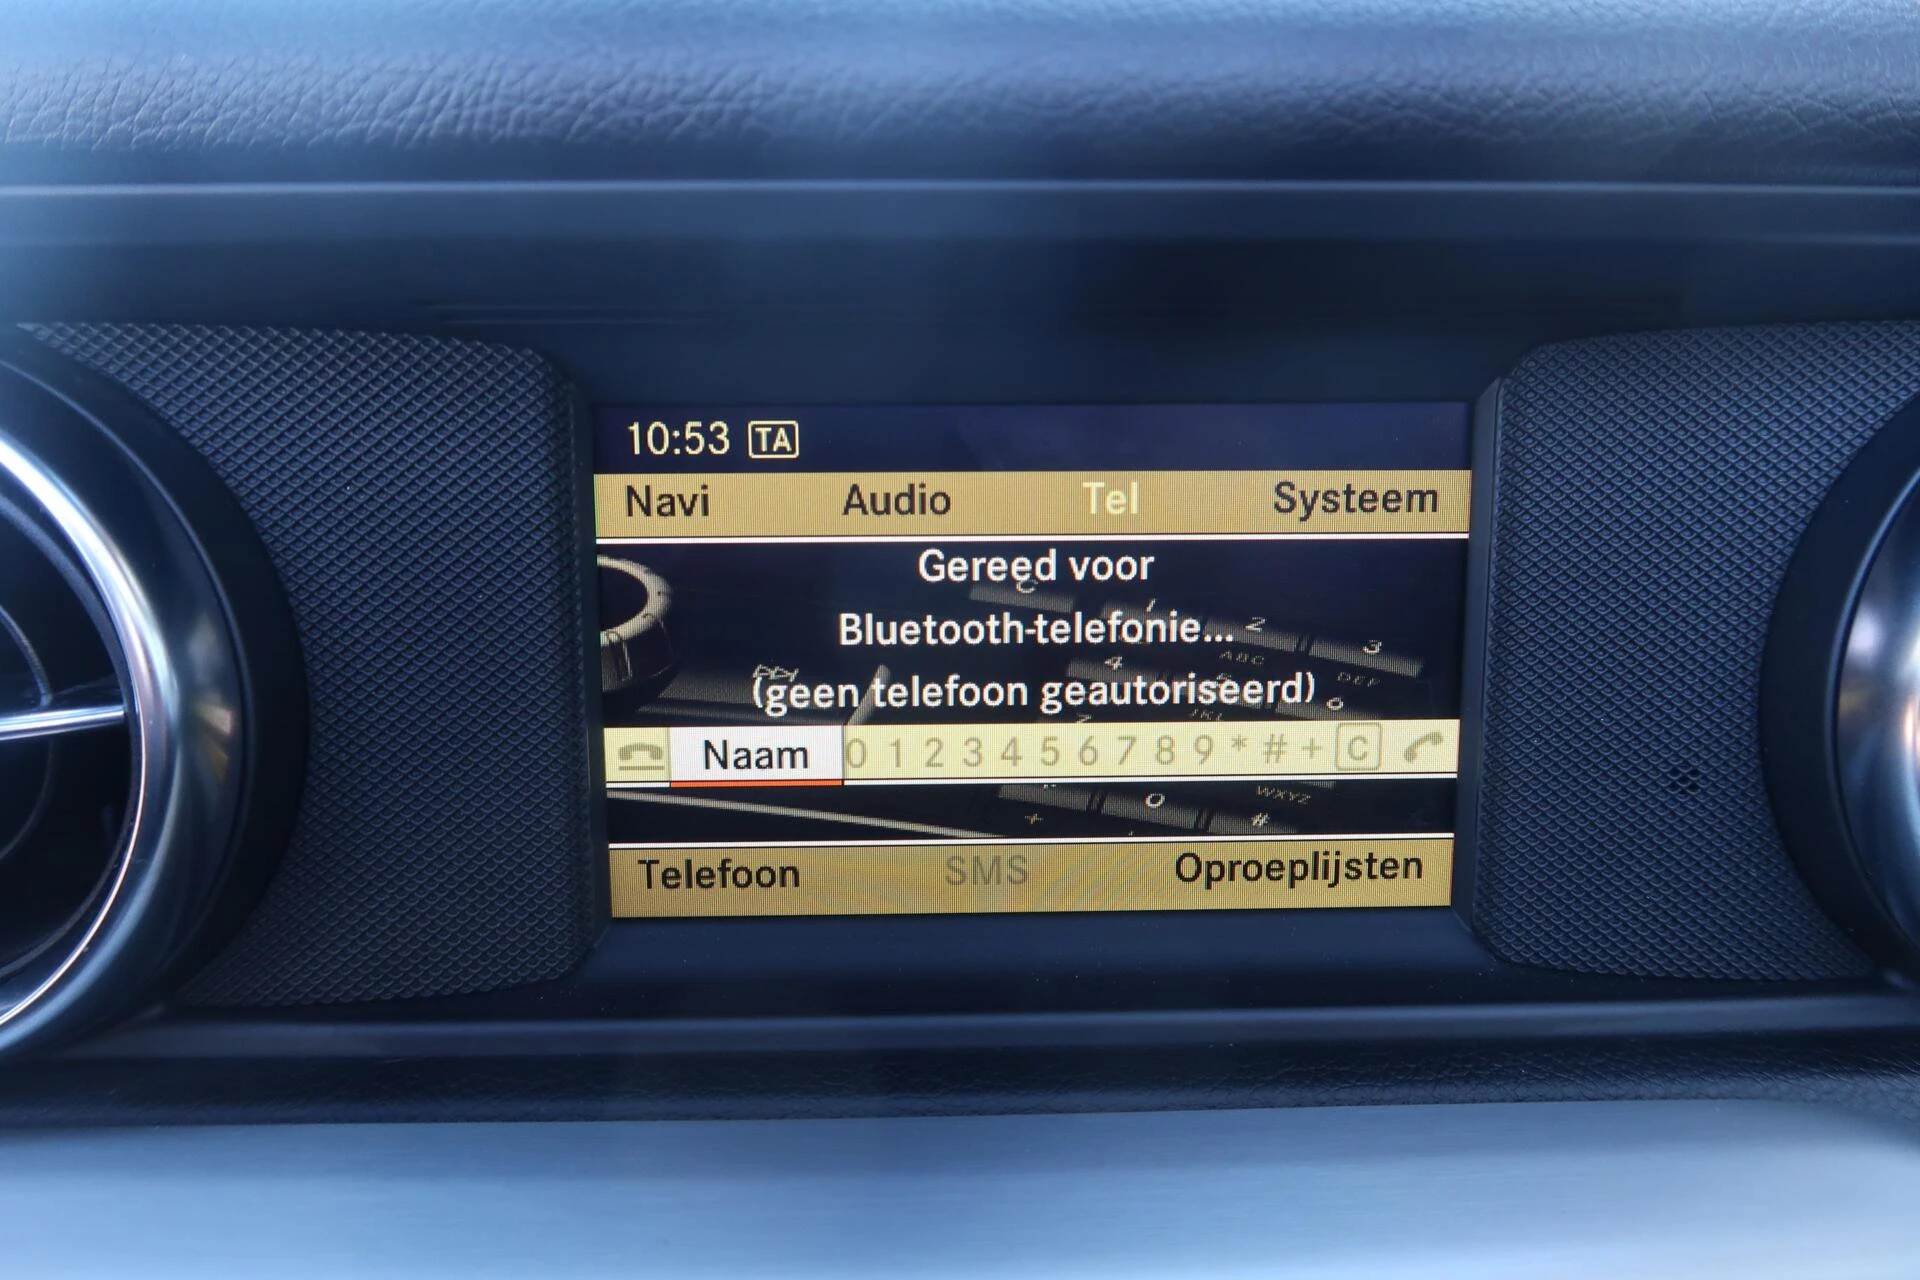 10:53 TA
Navi Audio Tel Systeem
Gereed voor
Bluetooth-telefonie...
(geen telefoon geautoriseerd)
Naam 0 1 2 3 4 5 6 7 8 9 * # + C
Telefoon SMS Oproeplijsten